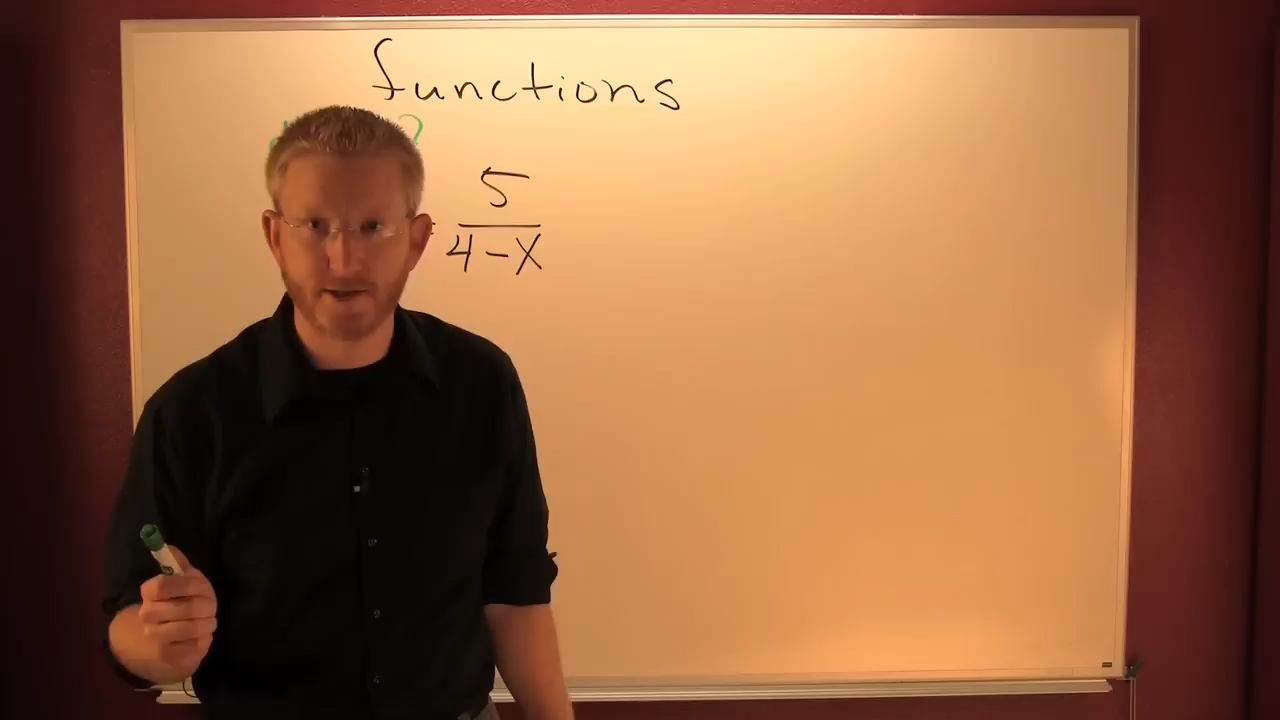 functions
?
= 5
4-x